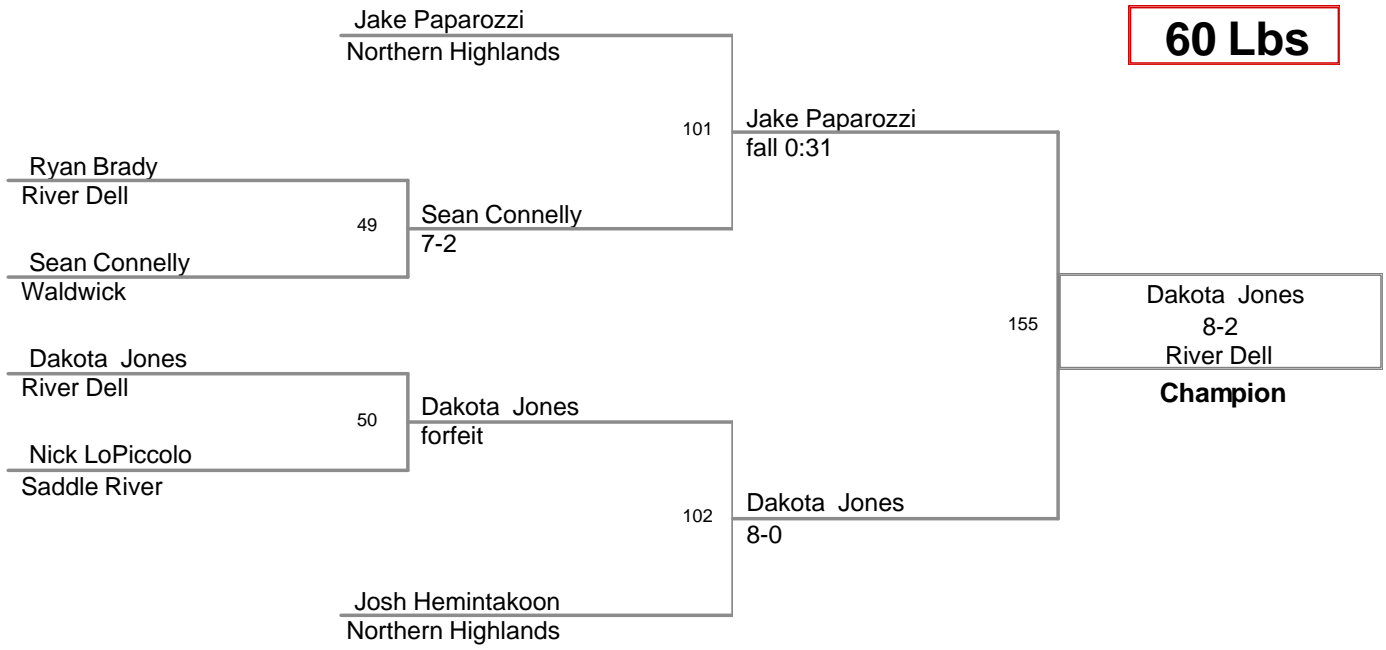 Jake Paparozzi
Northern Highlands
60 Lbs
101
Jake Paparozzi
fall 0:31
Ryan Brady
River Dell
49
Sean Connelly
7-2
Sean Connelly
Waldwick
155
Dakota Jones
8-2
River Dell
Champion
Dakota Jones
River Dell
50
Dakota Jones
forfeit
Nick LoPiccolo
Saddle River
102
Dakota Jones
8-0
Josh Hemintakoon
Northern Highlands